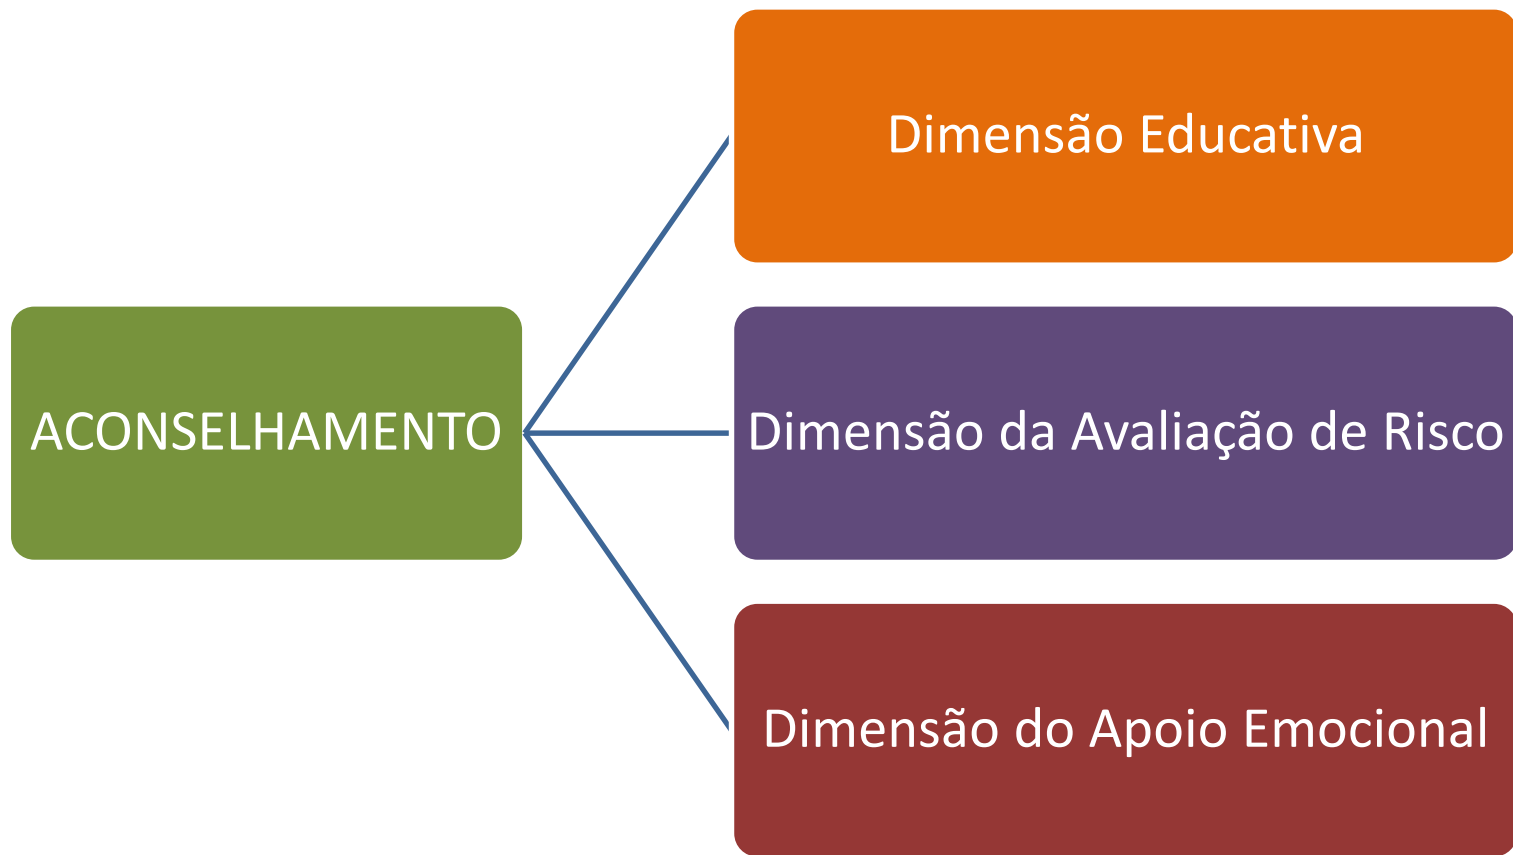 Dimensão Educativa
ACONSELHAMENTO
Dimensão da Avaliação de Risco
Dimensão do Apoio Emocional